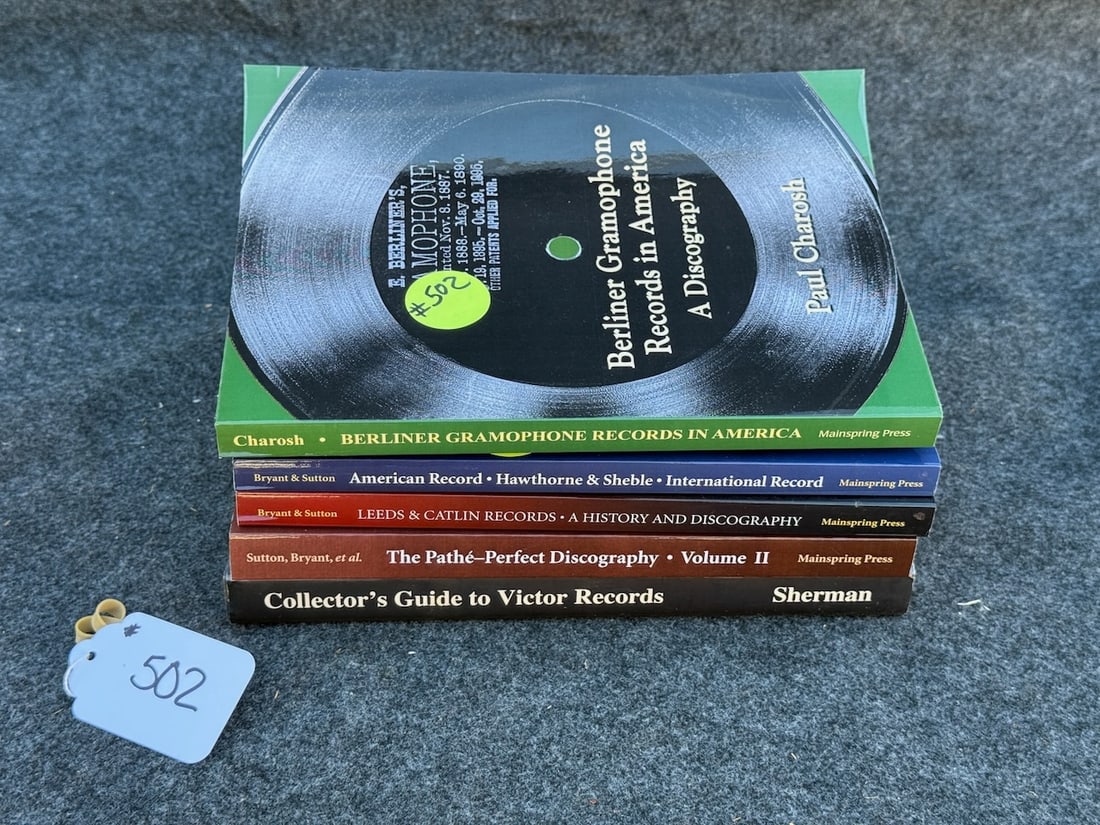 E. BERLINER'S,
AMOPHONE,
nted Nov. 8. 1887.
1888.—May 6. 1890.
19. 1895.—Oct. 29, 1895.
OTHER PATENTS APPLIED FOR.
#502
Berliner Gramophone
Records in America
A Discography
Paul Charosh
Charosh • BERLINER GRAMOPHONE RECORDS IN AMERICA Mainspring Press
Bryant & Sutton American Record • Hawthorne & Sheble • International Record Mainspring Press
Bryant & Sutton LEEDS & CATLIN RECORDS • A HISTORY AND DISCOGRAPHY Mainspring Press
Sutton, Bryant, et al. The Pathé–Perfect Discography • Volume II Mainspring Press
Collector's Guide to Victor Records Sherman
# 502